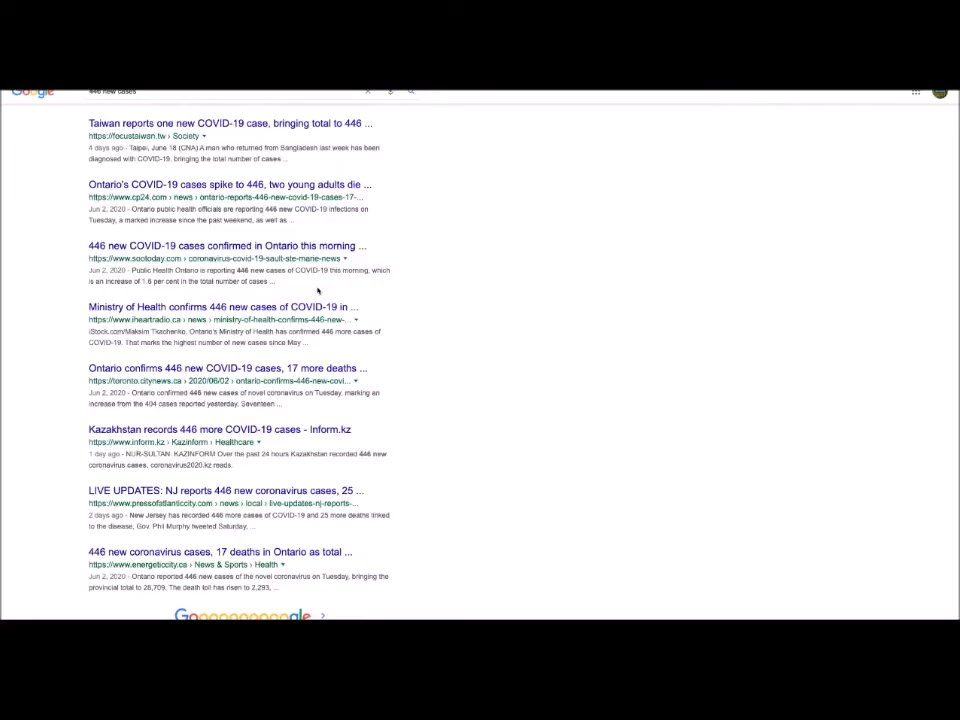 Google 446 new cases
Taiwan reports one new COVID-19 case, bringing total to 446 ...
https://focustaiwan.tw › Society
4 days ago - Taipei, June 18 (CNA) A man who returned from Bangladesh last week has been
diagnosed with COVID-19, bringing the total number of cases ...
Ontario's COVID-19 cases spike to 446, two young adults die ...
https://www.cp24.com › news › ontario-reports-446-new-covid-19-cases-17-...
Jun 2, 2020 - Ontario public health officials are reporting 446 new COVID-19 infections on
Tuesday, a marked increase since the past weekend, as well as ...
446 new COVID-19 cases confirmed in Ontario this morning ...
https://www.sootoday.com › coronavirus-covid-19-sault-ste-marie-news
Jun 2, 2020 - Public Health Ontario is reporting 446 new cases of COVID-19 this morning, which
is an increase of 1.6 per cent in the total number of cases ...
Ministry of Health confirms 446 new cases of COVID-19 in ...
https://www.iheartradio.ca › news › ministry-of-health-confirms-446-new-...
iStock.com/Maksim Tkachenko. Ontario's Ministry of Health has confirmed 446 more cases of
COVID-19. That marks the highest number of new cases since May ...
Ontario confirms 446 new COVID-19 cases, 17 more deaths ...
https://toronto.citynews.ca › 2020/06/02 › ontario-confirms-446-new-covi...
Jun 2, 2020 - Ontario confirmed 446 new cases of novel coronavirus on Tuesday, marking an
increase from the 404 cases reported yesterday. Seventeen ...
Kazakhstan records 446 more COVID-19 cases - Inform.kz
https://www.inform.kz › Kazinform › Healthcare
1 day ago - NUR-SULTAN. KAZINFORM Over the past 24 hours Kazakhstan recorded 446 new
coronavirus cases, coronavirus2020.kz reads.
LIVE UPDATES: NJ reports 446 new coronavirus cases, 25 ...
https://www.pressofatlanticcity.com › news › local › live-updates-nj-reports-...
2 days ago - New Jersey has recorded 446 more cases of COVID-19 and 25 more deaths linked
to the disease, Gov. Phil Murphy tweeted Saturday, ...
446 new coronavirus cases, 17 deaths in Ontario as total ...
https://www.energeticcity.ca › News & Sports › Health
Jun 2, 2020 - Ontario reported 446 new cases of the novel coronavirus on Tuesday, bringing the
provincial total to 28,709. The death toll has risen to 2,293, ...
Goooooooooogle